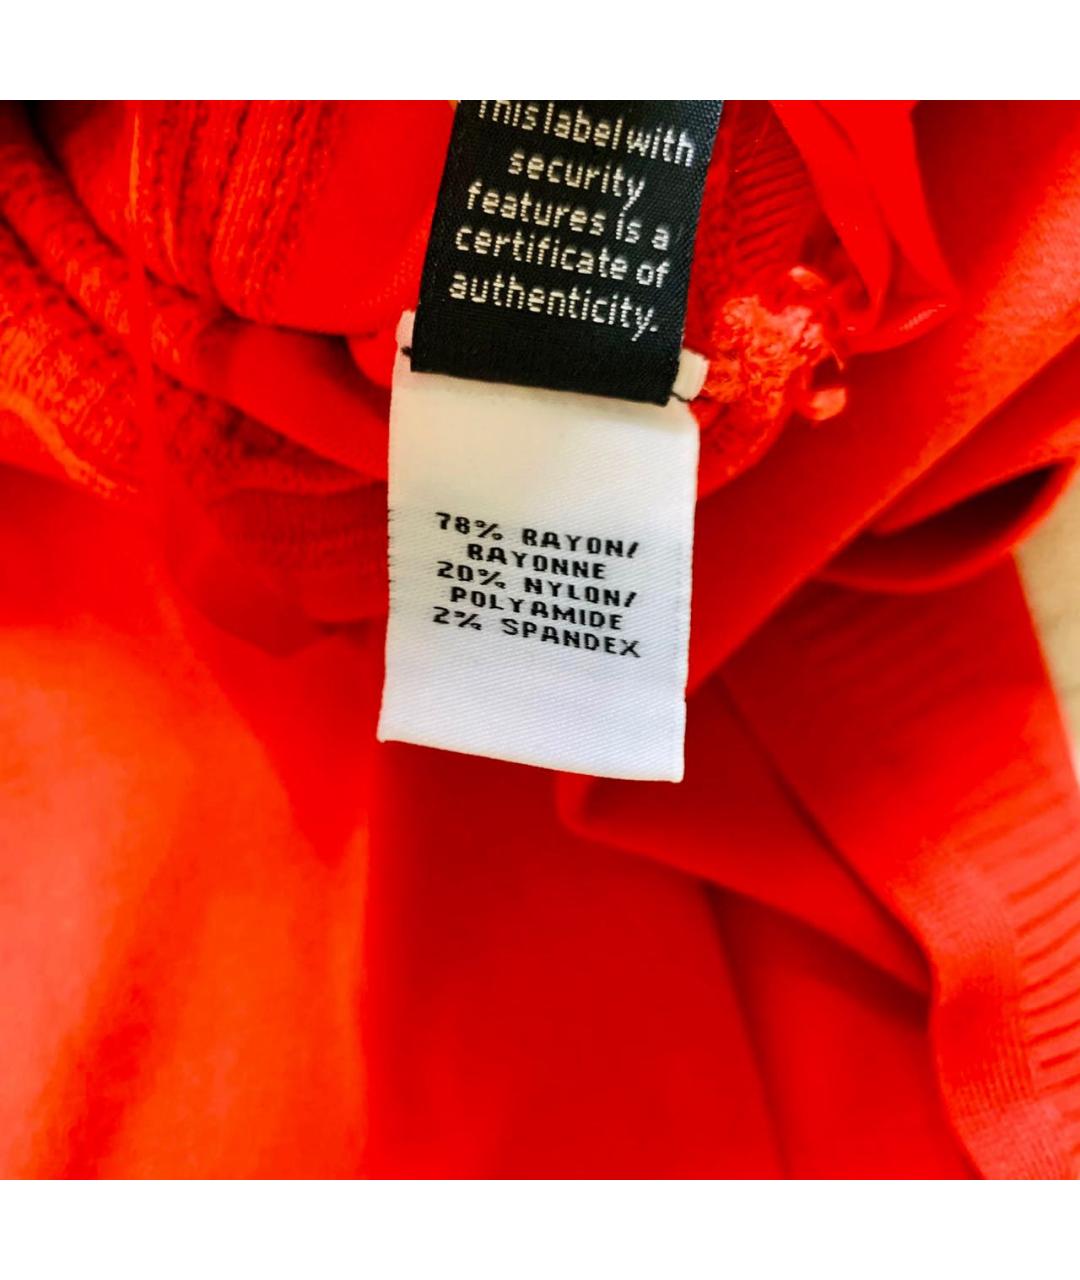 This label with
security
features is a
certificate of
authenticity.
78% RAYON/
RAYONNE
20% NYLON/
POLYAMIDE
2% SPANDEX